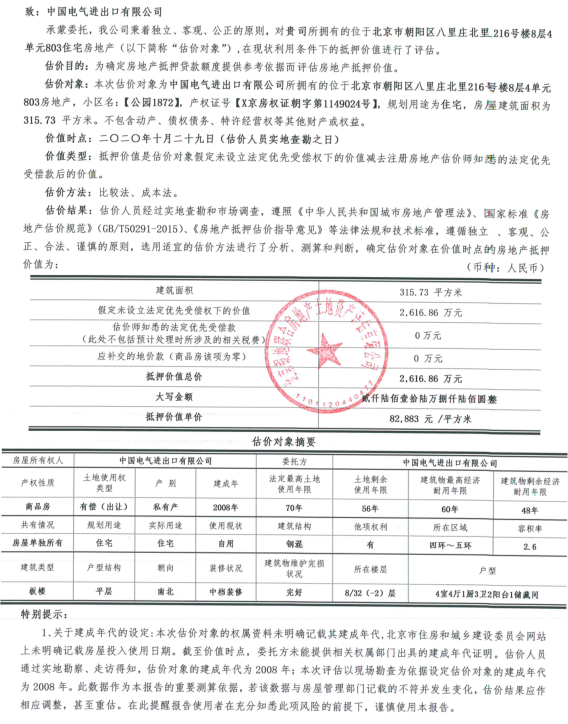 致：中国电气进出口有限公司
承蒙委托，我公司秉着独立、客观、公正的原则，对贵司所拥有的位于北京市朝阳区八里庄北里216号楼8层4
单元803住宅房地产（以下简称“估价对象”），在现状利用条件下的抵押价值进行了评估。
估价目的：为确定房地产抵押贷款额度提供参考依据而评估房地产抵押价值。
估价对象：本次估价对象为中国电气进出口有限公司所拥有的位于北京市朝阳区八里庄北里216号楼8层4单元
803房地产，小区名：【公园1872】，产权证号【X京房权证朝字第1149024号】，规划用途为住宅，房屋建筑面积为
315.73 平方米。不包含动产、债权债务、特许经营权等其他财产或权益。
价值时点：二〇二〇年十月二十九日（估价人员实地查勘之日）
价值类型：抵押价值是估价对象假定未设立法定优先受偿权下的价值减去注册房地产估价师知悉的法定优先
受偿款后的价值。
估价方法：比较法、成本法。
估价结果：估价人员经过实地查勘和市场调查，遵照《中华人民共和国城市房地产管理法》、国家标准《房
地产估价规范》(GB/T50291-2015)、《房地产抵押估价指导意见》等法律法规和技术标准，遵循独立、客观、公
正、合法、谨慎的原则，选用适宜的估价方法进行了分析、测算和判断，确定估价对象在价值时点的房地产抵押
价值为：
（币种：人民币）
建筑面积 315.73 平方米
假定未设立法定优先受偿权下的价值 2,616.86 万元
估价师知悉的法定优先受偿款
（此处不包括预计处理时所涉及的相关税费） 0 万元
应补交的地价款（商品房该项为零） 0 万元
抵押价值总价 2,616.86 万元
大写金额 贰仟陆佰壹拾陆万捌仟陆佰圆整
抵押价值单价 82,883 元 /平方米
1101120440477
估价对象摘要
房屋所有权人 中国电气进出口有限公司 委托方 中国电气进出口有限公司
产权性质 土地使用权类型 产 别 建成年 法定最高土地使用年限 土地剩余使用年限 建筑物最高经济耐用年限 建筑物剩余经济耐用年限
商品房 有偿（出让） 私有产 2008年 70年 56年 60年 48年
共有情况 规划用途 实际用途 使用现状 建筑结构 他项权利 所在区域 容积率
房屋单独所有 住宅 住宅 自用 钢混 有 四环～五环 2.6
建筑类型 户型结构 朝向 装修状况 建筑物维护完损状况 所在楼层 户型
板楼 平层 南北 中档装修 完好 8/32（-2）层 4室4厅1厨3卫2阳台1储藏间
特别提示：
1、关于建成年代的设定：本次估价对象的权属资料未明确记载其建成年代，北京市住房和城乡建设委员会网站
上未明确记载房屋投入使用日期。截至价值时点，委托方未能提供相关权属部门出具的建成年代证明。估价人员
通过实地勘察、走访得知，估价对象的建成年代为 2008 年；本次评估以现场勘查为依据设定估价对象的建成年代
为 2008 年。此数据作为本报告的重要测算依据，若该数据与房屋管理部门记载的不符并发生变化，估价结果应作
相应调整，甚至重估。在此提醒报告使用者在充分知悉此项风险的前提下，谨慎使用本报告。